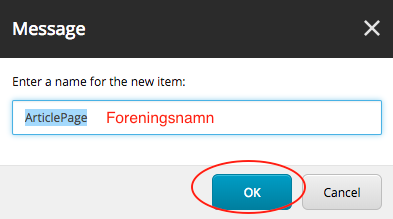 Message
Enter a name for the new item:
ArticlePage Foreningsnamn
OK Cancel